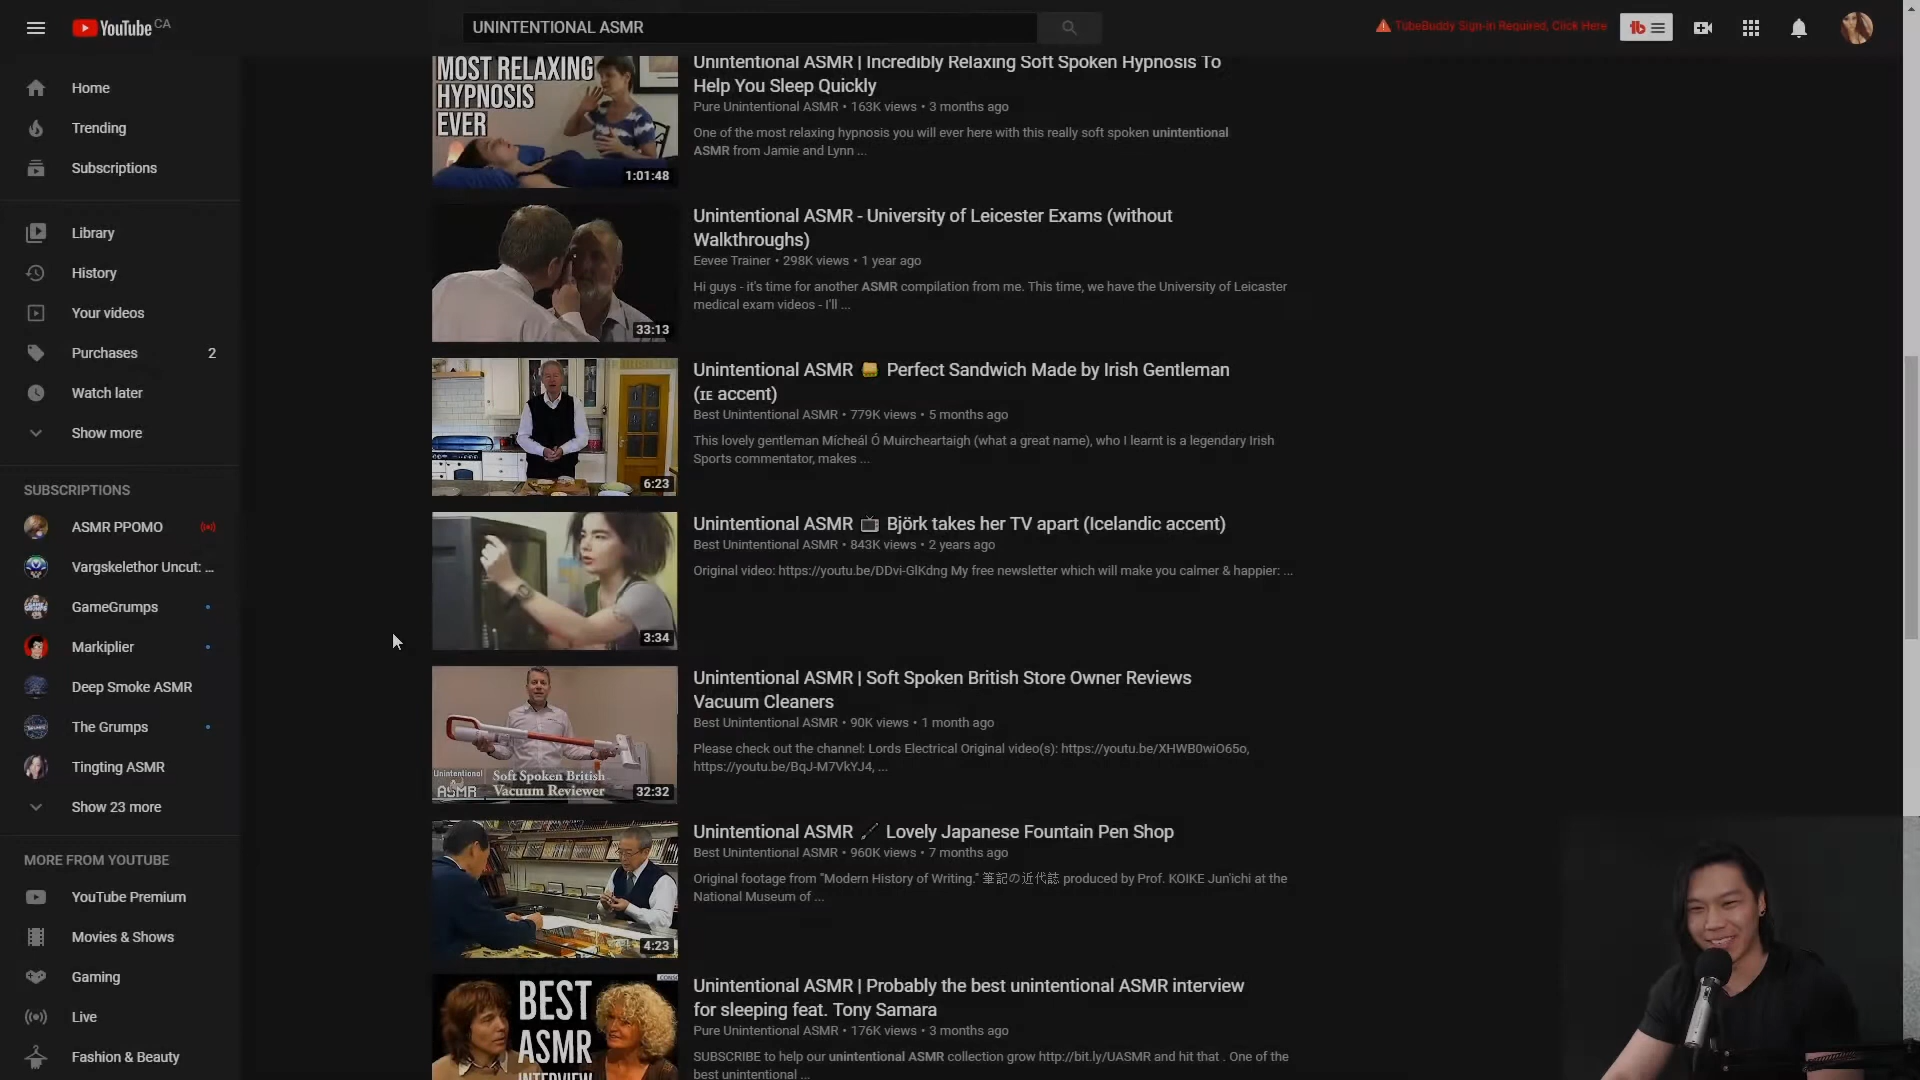 YouTube CA
UNINTENTIONAL ASMR
TubeBuddy Sign-in Required, Click Here
tb
Home
Trending
Subscriptions
Library
History
Your videos
Purchases 2
Watch later
Show more
SUBSCRIPTIONS
ASMR PPOMO
Vargskelethor Uncut: ...
GameGrumps
Markiplier
Deep Smoke ASMR
The Grumps
Tingting ASMR
Show 23 more
MORE FROM YOUTUBE
YouTube Premium
Movies & Shows
Gaming
Live
Fashion & Beauty
MOST RELAXING
HYPNOSIS
EVER
1:01:48
Unintentional ASMR | Incredibly Relaxing Soft Spoken Hypnosis To
Help You Sleep Quickly
Pure Unintentional ASMR • 163K views • 3 months ago
One of the most relaxing hypnosis you will ever here with this really soft spoken unintentional
ASMR from Jamie and Lynn ...
33:13
Unintentional ASMR - University of Leicester Exams (without
Walkthroughs)
Eevee Trainer • 298K views • 1 year ago
Hi guys - it's time for another ASMR compilation from me. This time, we have the University of Leicaster
medical exam videos - I'll ...
6:23
Unintentional ASMR 🥪 Perfect Sandwich Made by Irish Gentleman
(🇮🇪 accent)
Best Unintentional ASMR • 779K views • 5 months ago
This lovely gentleman Mícheál Ó Muircheartaigh (what a great name), who I learnt is a legendary Irish
Sports commentator, makes ...
3:34
Unintentional ASMR 📺 Björk takes her TV apart (Icelandic accent)
Best Unintentional ASMR • 843K views • 2 years ago
Original video: https://youtu.be/DDvi-GlKdng My free newsletter which will make you calmer & happier: ...
Unintentional
ASMR
Soft Spoken British
Vacuum Reviewer
32:32
Unintentional ASMR | Soft Spoken British Store Owner Reviews
Vacuum Cleaners
Best Unintentional ASMR • 90K views • 1 month ago
Please check out the channel: Lords Electrical Original video(s): https://youtu.be/XHWB0wiO65o,
https://youtu.be/BqJ-M7VkYJ4, ...
4:23
Unintentional ASMR 🖋 Lovely Japanese Fountain Pen Shop
Best Unintentional ASMR • 960K views • 7 months ago
Original footage from "Modern History of Writing." 筆記の近代誌 produced by Prof. KOIKE Jun'ichi at the
National Museum of ...
BEST
ASMR
INTERVIEW
Unintentional ASMR | Probably the best unintentional ASMR interview
for sleeping feat. Tony Samara
Pure Unintentional ASMR • 176K views • 3 months ago
SUBSCRIBE to help our unintentional ASMR collection grow http://bit.ly/UASMR and hit that . One of the
best unintentional ...